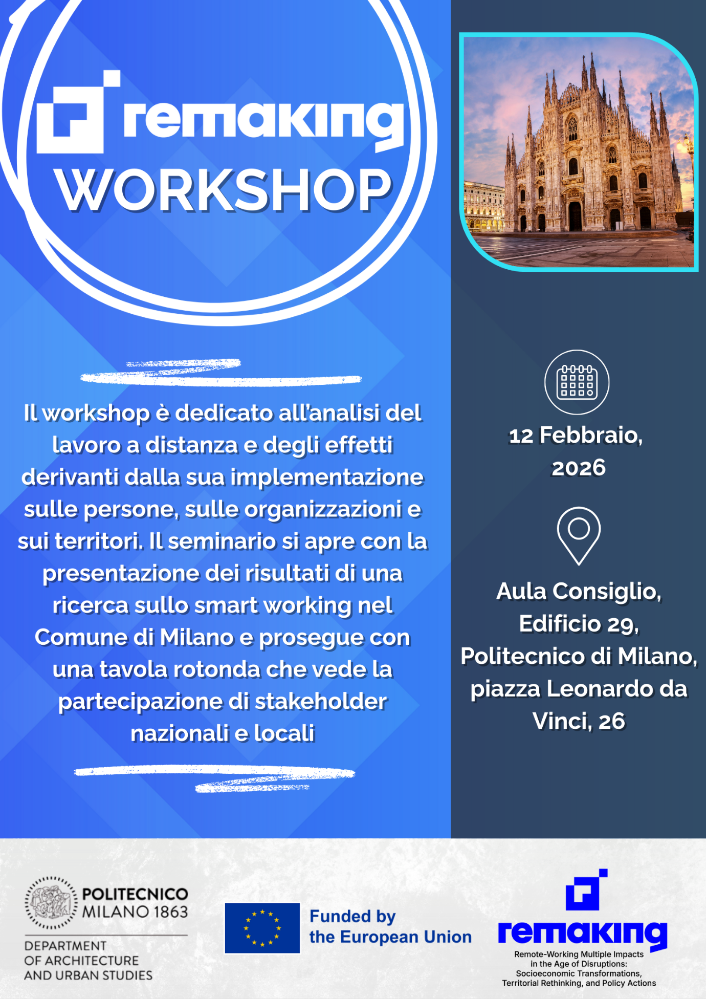 remaking
WORKSHOP
Il workshop è dedicato all'analisi del
lavoro a distanza e degli effetti
derivanti dalla sua implementazione
sulle persone, sulle organizzazioni e
sui territori. Il seminario si apre con la
presentazione dei risultati di una
ricerca sullo smart working nel
Comune di Milano e prosegue con
una tavola rotonda che vede la
partecipazione di stakeholder
nazionali e locali
12 Febbraio,
2026
Aula Consiglio,
Edificio 29,
Politecnico di Milano,
piazza Leonardo da
Vinci, 26
POLITECNICO
MILANO 1863
DEPARTMENT
OF ARCHITECTURE
AND URBAN STUDIES
Funded by
the European Union
remaking
Remote-Working Multiple Impacts
in the Age of Disruptions:
Socioeconomic Transformations,
Territorial Rethinking, and Policy Actions